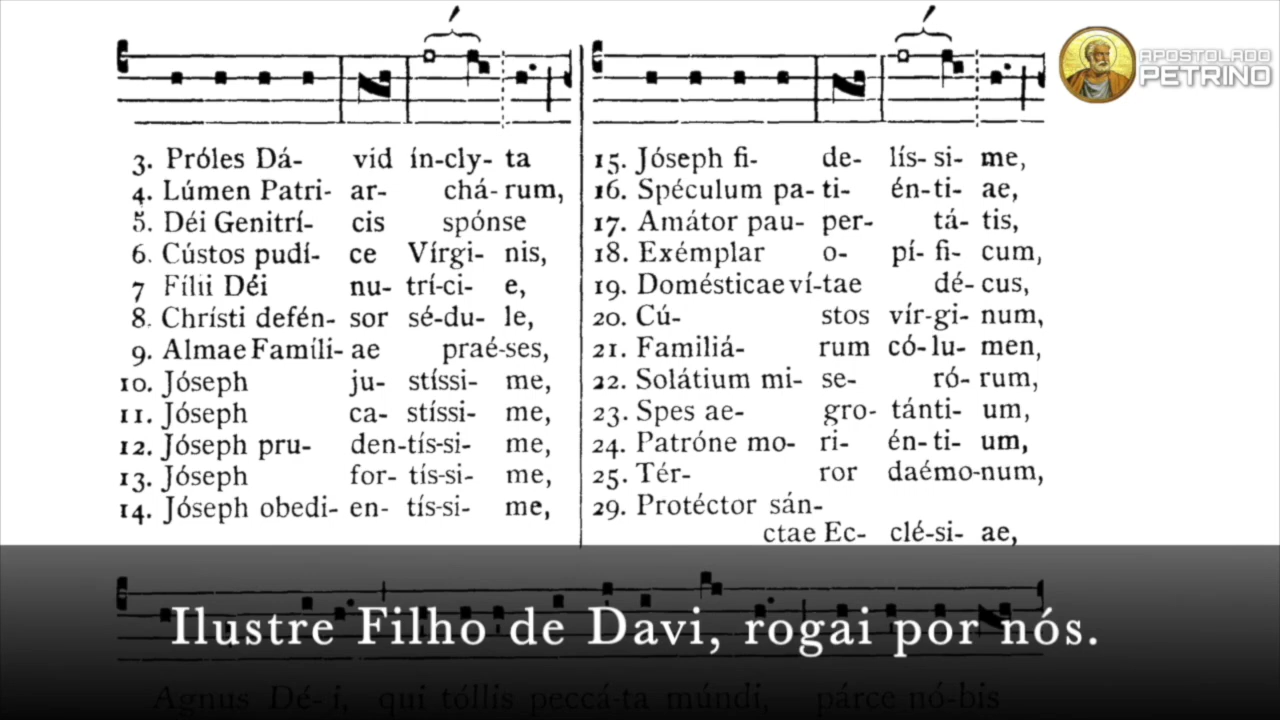 APOSTOLADO
PETRINO
3. Próles Dá- vid ín-cly-ta
4. Lúmen Patri- ar- chá-rum,
5. Déi Genitrí- cis spónse
6. Cústos pudí- ce Vírgi-nis,
7 Fílii Déi nu-trí-ci-e,
8. Chrísti defén-sor sé-du-le,
9. Almae Famíli-ae praé-ses,
10. Jóseph ju-stíssi-me,
11. Jóseph ca-stíssi-me,
12. Jóseph pru-den-tís-si-me,
13. Jóseph for-tís-si-me,
14. Jóseph obedi-en-tís-si-me,
15. Jóseph fi-de-lís-si-me,
16. Spéculum pa-ti-én-ti-ae,
17. Amátor pau-per-tá-tis,
18. Exémplar o-pí-fi-cum,
19. Domésticae ví-tae dé-cus,
20. Cú-stos vír-gi-num,
21. Familiá-rum có-lu-men,
22. Solátium mi-se-ró-rum,
23. Spes ae-gro-tánti-um,
24. Patróne mo-ri-én-ti-um,
25. Tér-ror daémo-num,
29. Protéctor sán-
ctae Ec-clé-si-ae,
Ilustre Filho de Davi, rogai por nós.
Agnus Dé-i, qui tóllis peccá-ta múndi, párce nó-bis